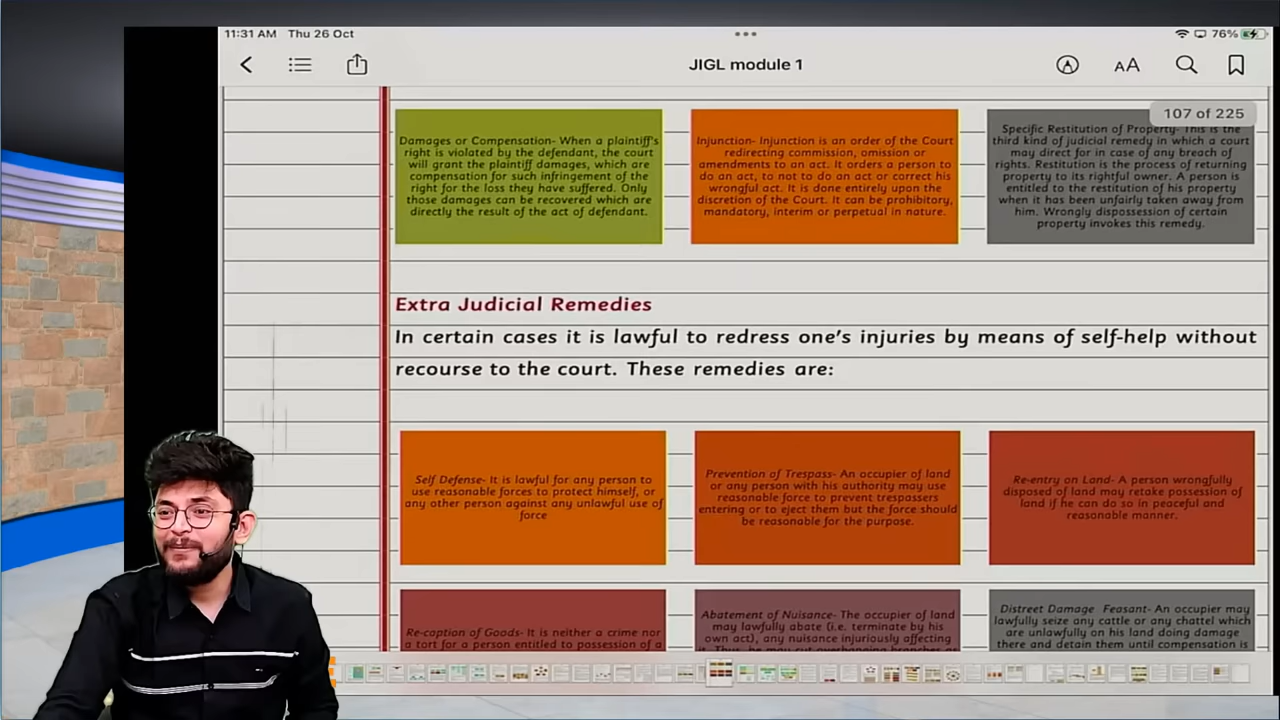 11:31 AM Thu 26 Oct
76%
JIGL module 1
AA
107 of 225
Damages or Compensation- When a plaintiff's
right is violated by the defendant, the court
will grant the plaintiff damages, which are
compensation for such infringement of the
right for the loss they have suffered. Only
those damages can be recovered which are
directly the result of the act of defendant.
Injunction- Injunction is an order of the Court
redirecting commission, omission or
amendments to an act. It orders a person to
do an act, to not to do an act or correct his
wrongful act. It is done entirely upon the
discretion of the Court. It can be prohibitory,
mandatory, interim or perpetual in nature.
Specific Restitution of Property- This is the
third kind of judicial remedy in which a court
may direct for in case of any breach of
rights. Restitution is the process of returning
property to its rightful owner. A person is
entitled to the restitution of his property
when it has been unfairly taken away from
him. Wrongly dispossession of certain
property invokes this remedy.
Extra Judicial Remedies
In certain cases it is lawful to redress one's injuries by means of self-help without
recourse to the court. These remedies are:
Self Defense- It is lawful for any person to
use reasonable forces to protect himself, or
any other person against any unlawful use of
force
Prevention of Trespass- An occupier of land
or any person with his authority may use
reasonable force to prevent trespassers
entering or to eject them but the force should
be reasonable for the purpose.
Re-entry on Land- A person wrongfully
disposed of land may retake possession of
land if he can do so in peaceful and
reasonable manner.
Re-caption of Goods- It is neither a crime nor
a tort for a person entitled to possession of a
Abatement of Nuisance- The occupier of land
may lawfully abate (i.e. terminate by his
own act), any nuisance injuriously affecting
it. Thus, he may cut overhanging branches or
Distreet Damage Feasant- An occupier may
lawfully seize any cattle or any chattel which
are unlawfully on his land doing damage
there and detain them until compensation is